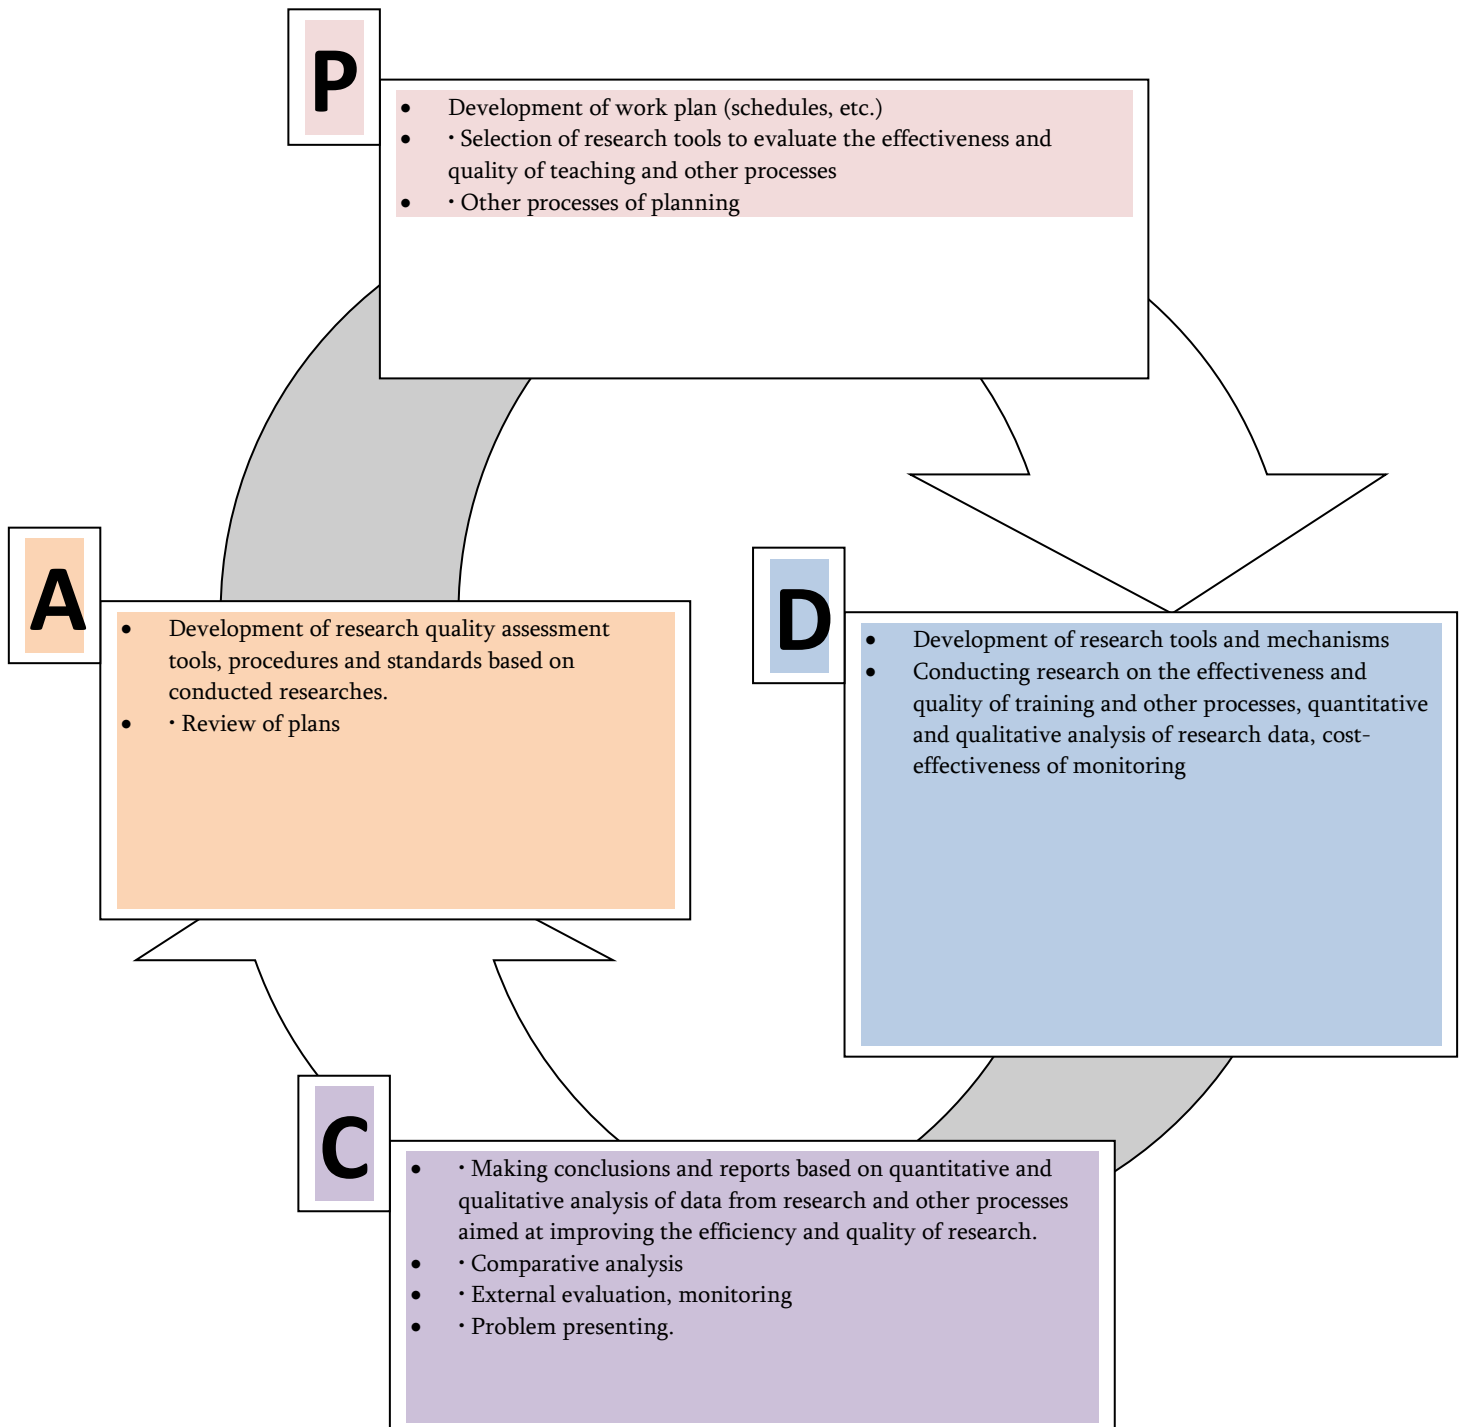 P
• Development of work plan (schedules, etc.)
• · Selection of research tools to evaluate the effectiveness and
quality of teaching and other processes
• · Other processes of planning
A
• Development of research quality assessment
tools, procedures and standards based on
conducted researches.
• · Review of plans
D
• Development of research tools and mechanisms
• Conducting research on the effectiveness and
quality of training and other processes, quantitative
and qualitative analysis of research data, cost-
effectiveness of monitoring
C
• · Making conclusions and reports based on quantitative and
qualitative analysis of data from research and other processes
aimed at improving the efficiency and quality of research.
• · Comparative analysis
• · External evaluation, monitoring
• · Problem presenting.